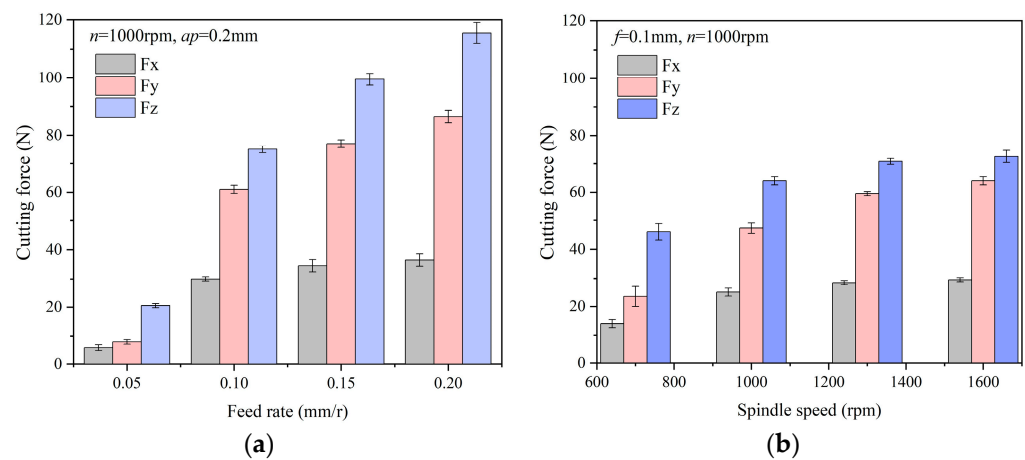 n=1000rpm, ap=0.2mm
Fx
Fy
Fz
Cutting force (N)
120
100
80
60
40
20
0
0.05 0.10 0.15 0.20
Feed rate (mm/r)
(a)
f=0.1mm, n=1000rpm
Fx
Fy
Fz
Cutting force (N)
120
100
80
60
40
20
0
600 800 1000 1200 1400 1600
Spindle speed (rpm)
(b)